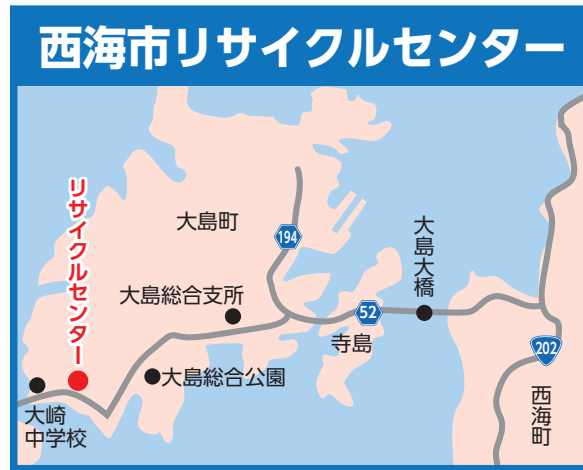 西海市リサイクルセンター
リサイクルセンター
大島町
194
大島大橋
大島総合支所
52
寺島
202
大島総合公園
大崎
中学校
西海町